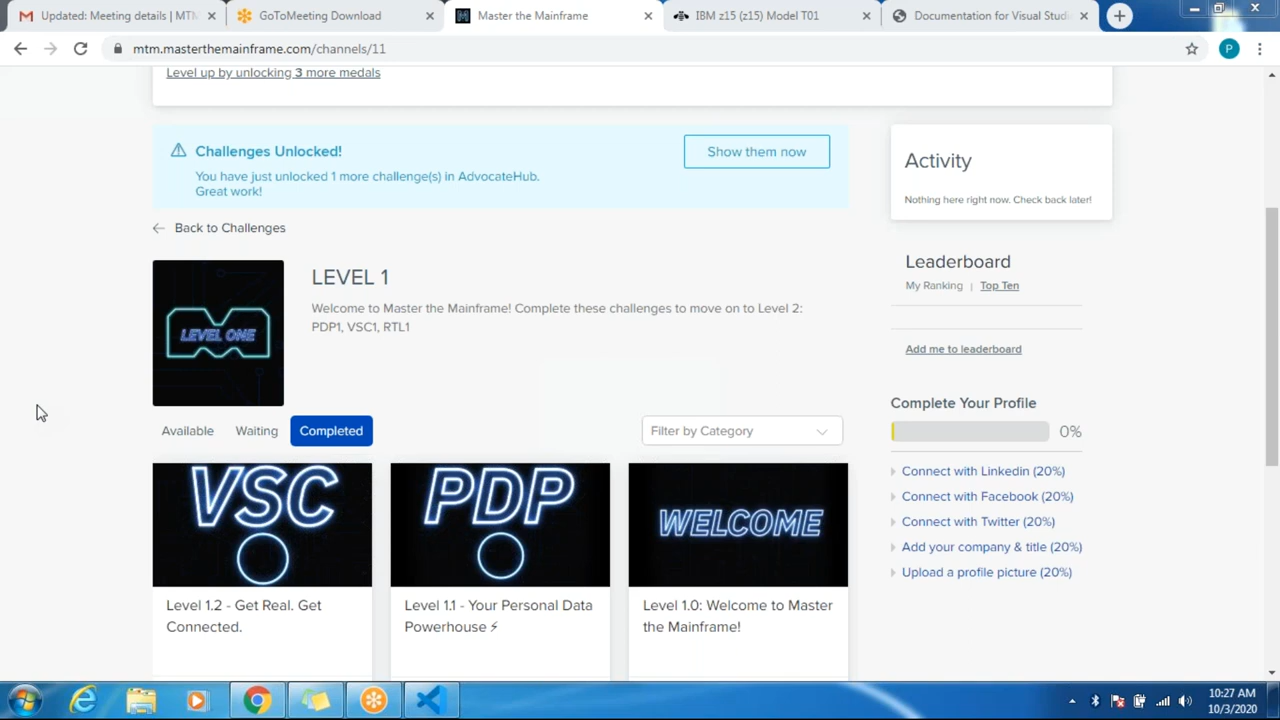 Updated: Meeting details | MTM
GoToMeeting Download
Master the Mainframe
IBM z15 (z15) Model T01
Documentation for Visual Studi
mtm.masterthemainframe.com/channels/11
P
Level up by unlocking 3 more medals
Challenges Unlocked!
You have just unlocked 1 more challenge(s) in AdvocateHub.
Great work!
Show them now
Back to Challenges
LEVEL ONE
LEVEL 1
Welcome to Master the Mainframe! Complete these challenges to move on to Level 2:
PDP1, VSC1, RTL1
Available
Waiting
Completed
Filter by Category
VSC
PDP
WELCOME
Level 1.2 - Get Real. Get
Connected.
Level 1.1 - Your Personal Data
Powerhouse ⚡
Level 1.0: Welcome to Master
the Mainframe!
Activity
Nothing here right now. Check back later!
Leaderboard
My Ranking | Top Ten
Add me to leaderboard
Complete Your Profile
0%
Connect with Linkedin (20%)
Connect with Facebook (20%)
Connect with Twitter (20%)
Add your company & title (20%)
Upload a profile picture (20%)
10:27 AM
10/3/2020